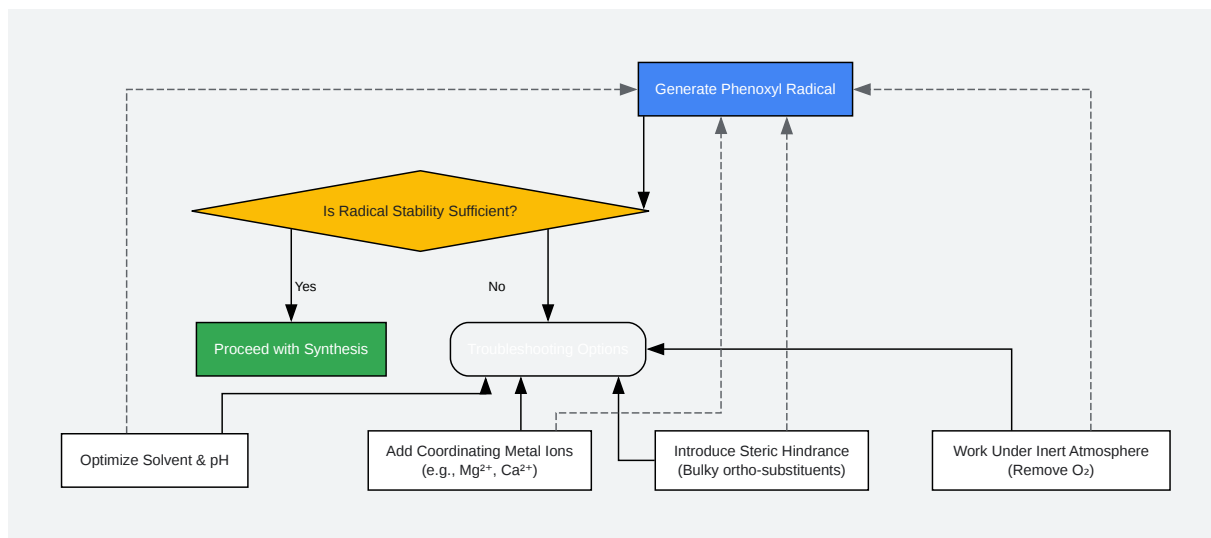 Generate Phenoxyl Radical
Is Radical Stability Sufficient?
Yes
No
Proceed with Synthesis
Troubleshooting Options
Optimize Solvent & pH
Add Coordinating Metal Ions
(e.g., Mg²⁺, Ca²⁺)
Introduce Steric Hindrance
(Bulky ortho-substituents)
Work Under Inert Atmosphere
(Remove O₂)